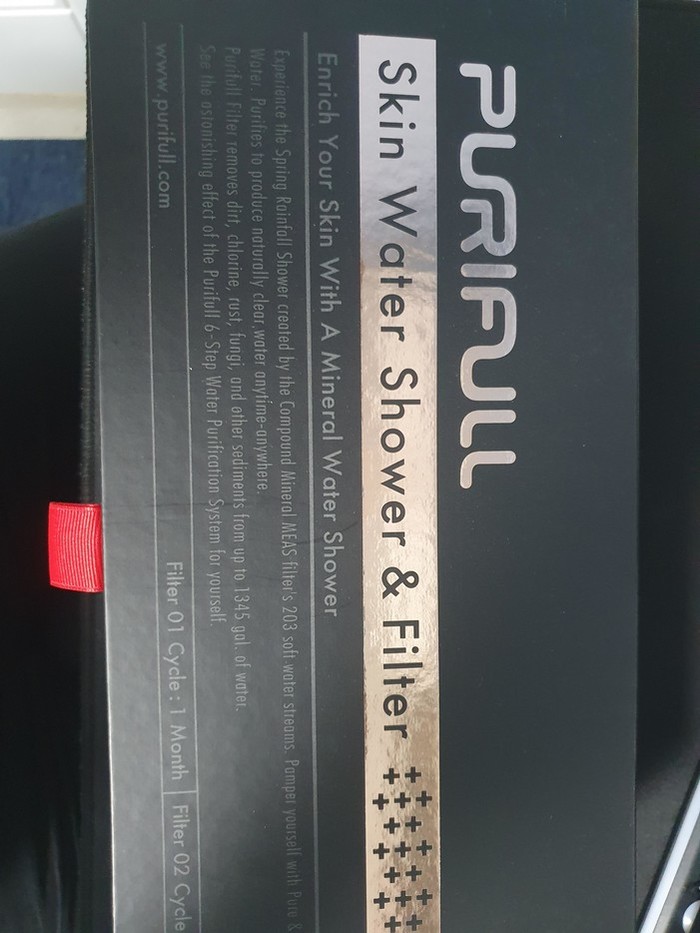 PURIFULL
Skin Water Shower & Filter
Enrich Your Skin With A Mineral Water Shower
Experience the Spring Rainfall Shower created by the Compound Mineral MEAS filter's 203 soft water streams. Pamper yourself with Pure &
Water. Purifies to produce naturally clear water anytime-anywhere.
Purifull Filter removes dirt, chlorine, rust, fungi, and other sediments from up to 1345 gal. of water.
See the astonishing effect of the Purifull 6-Step Water Purification System for yourself.
Filter 01 Cycle : 1 Month | Filter 02 Cycle
www.purifull.com